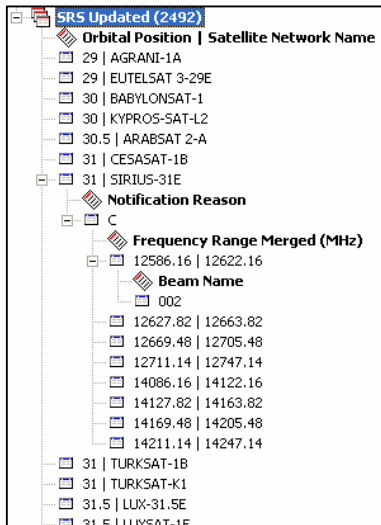 SRS Updated (2492)
Orbital Position | Satellite Network Name
29 | AGRANI-1A
29 | EUTELSAT 3-29E
30 | BABYLONSAT-1
30 | KYPROS-SAT-L2
30.5 | ARABSAT 2-A
31 | CESASAT-1B
31 | SIRIUS-31E
Notification Reason
C
Frequency Range Merged (MHz)
12586.16 | 12622.16
Beam Name
002
12627.82 | 12663.82
12669.48 | 12705.48
12711.14 | 12747.14
14086.16 | 14122.16
14127.82 | 14163.82
14169.48 | 14205.48
14211.14 | 14247.14
31 | TURKSAT-1B
31 | TURKSAT-K1
31.5 | LUX-31.5E
31.5 | LUXSAT-1E